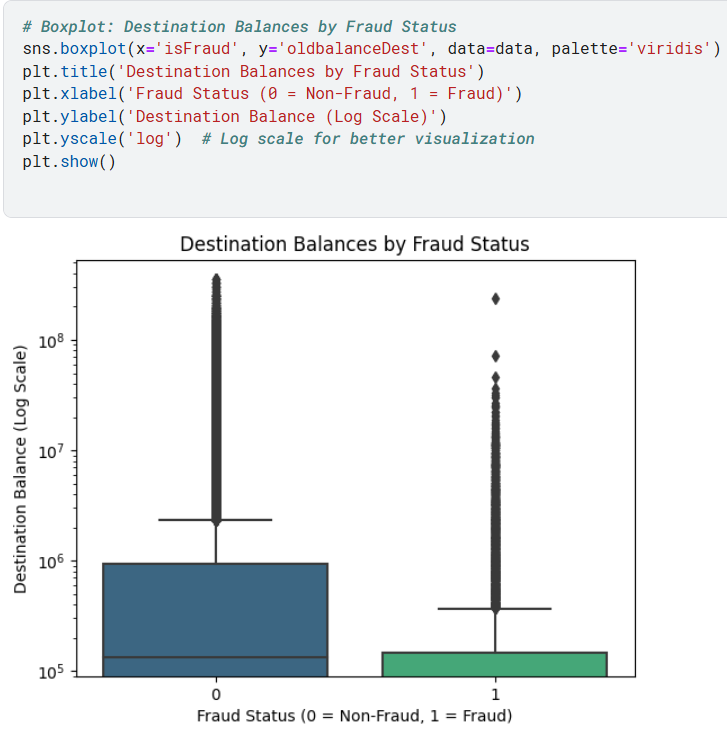 # Boxplot: Destination Balances by Fraud Status
sns.boxplot(x='isFraud', y='oldbalanceDest', data=data, palette='viridis')
plt.title('Destination Balances by Fraud Status')
plt.xlabel('Fraud Status (0 = Non-Fraud, 1 = Fraud)')
plt.ylabel('Destination Balance (Log Scale)')
plt.yscale('log')  # Log scale for better visualization
plt.show()
Destination Balances by Fraud Status
Destination Balance (Log Scale)
10⁸
10⁷
10⁶
10⁵
0 1
Fraud Status (0 = Non-Fraud, 1 = Fraud)